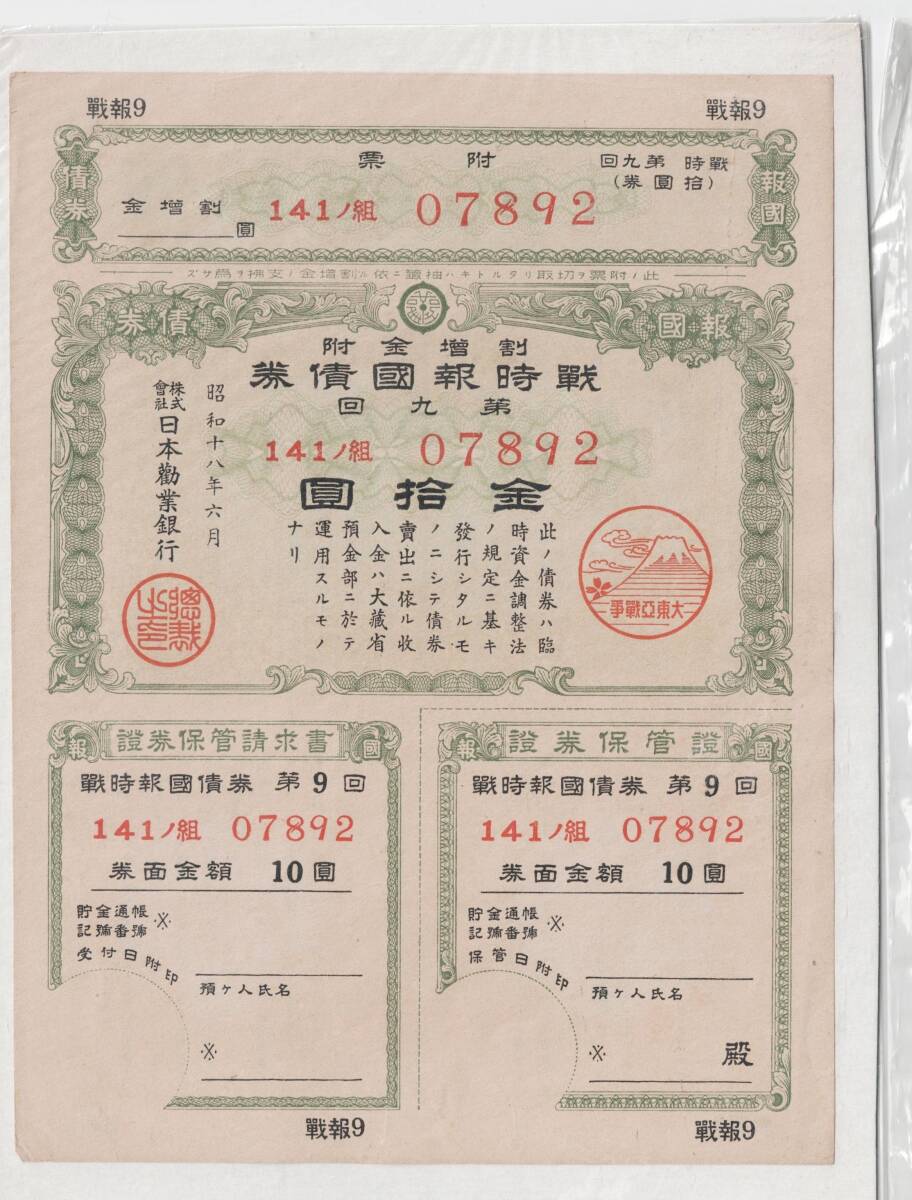 戰報9
戰報9
報國
債券
戰時 第九回
(拾圓券)
附票
141ノ組 07892
割增金
圓
此ノ附票ヲ切取リタルトキハ抽籤ニ依ル割增金ノ支拂ヲ爲サズ
報國
債券
割增金附
戰時報國債券
第九回
141ノ組 07892
金拾圓
大東亞戰爭
此ノ債券ハ臨
時資金調整法
ノ規定ニ基キ
發行シタルモ
ノニシテ債券
賣出ニ依ル收
入金ハ大藏省
預金部ニ於テ
運用スルモノ
ナリ
昭和十八年六月
株式會社日本勸業銀行
總裁之印
報 證券保管請求書 國
戰時報國債券 第9回
141ノ組 07892
券面金額 10圓
貯金通帳
記號番號 ※
受付日附印
預ケ人氏名
※
戰報9
報 證券保管證 國
戰時報國債券 第9回
141ノ組 07892
券面金額 10圓
貯金通帳
記號番號 ※
保管日附印
預ケ人氏名
※ 殿
戰報9